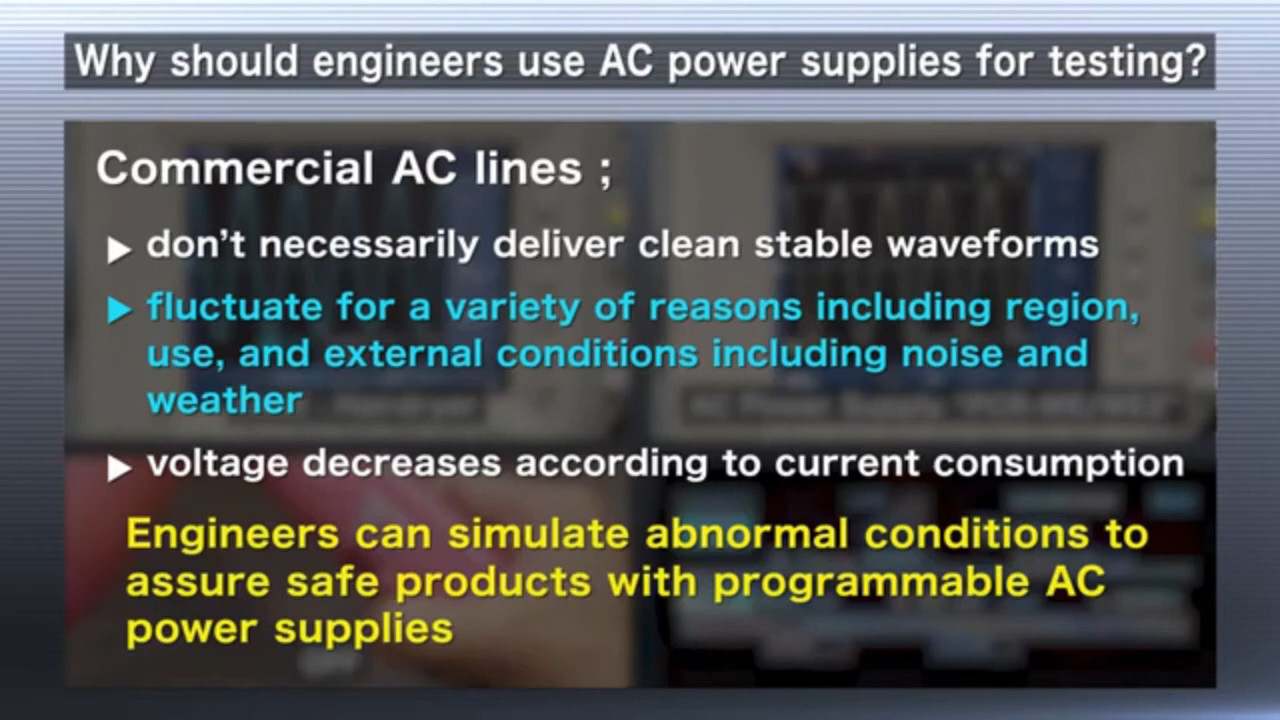 Why should engineers use AC power supplies for testing?
Commercial AC lines ;
▶ don't necessarily deliver clean stable waveforms
▶ fluctuate for a variety of reasons including region,
use, and external conditions including noise and
weather
▶ voltage decreases according to current consumption
Engineers can simulate abnormal conditions to
assure safe products with programmable AC
power supplies